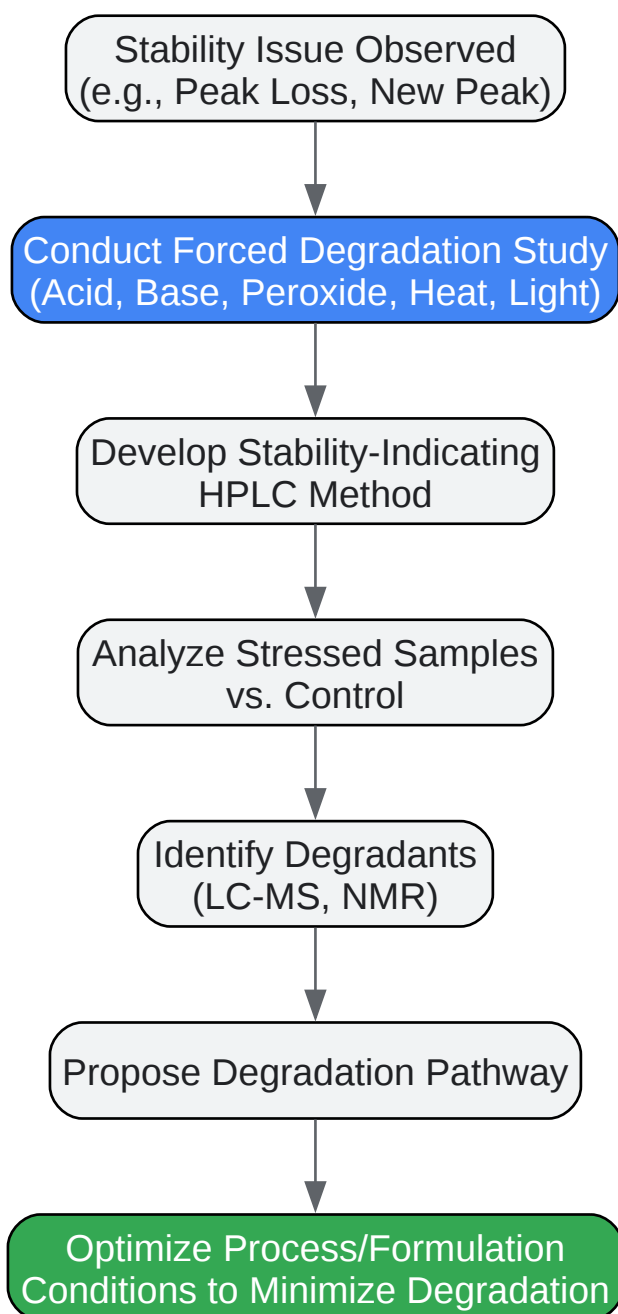 Stability Issue Observed
(e.g., Peak Loss, New Peak)
Conduct Forced Degradation Study
(Acid, Base, Peroxide, Heat, Light)
Develop Stability-Indicating
HPLC Method
Analyze Stressed Samples
vs. Control
Identify Degradants
(LC-MS, NMR)
Propose Degradation Pathway
Optimize Process/Formulation
Conditions to Minimize Degradation